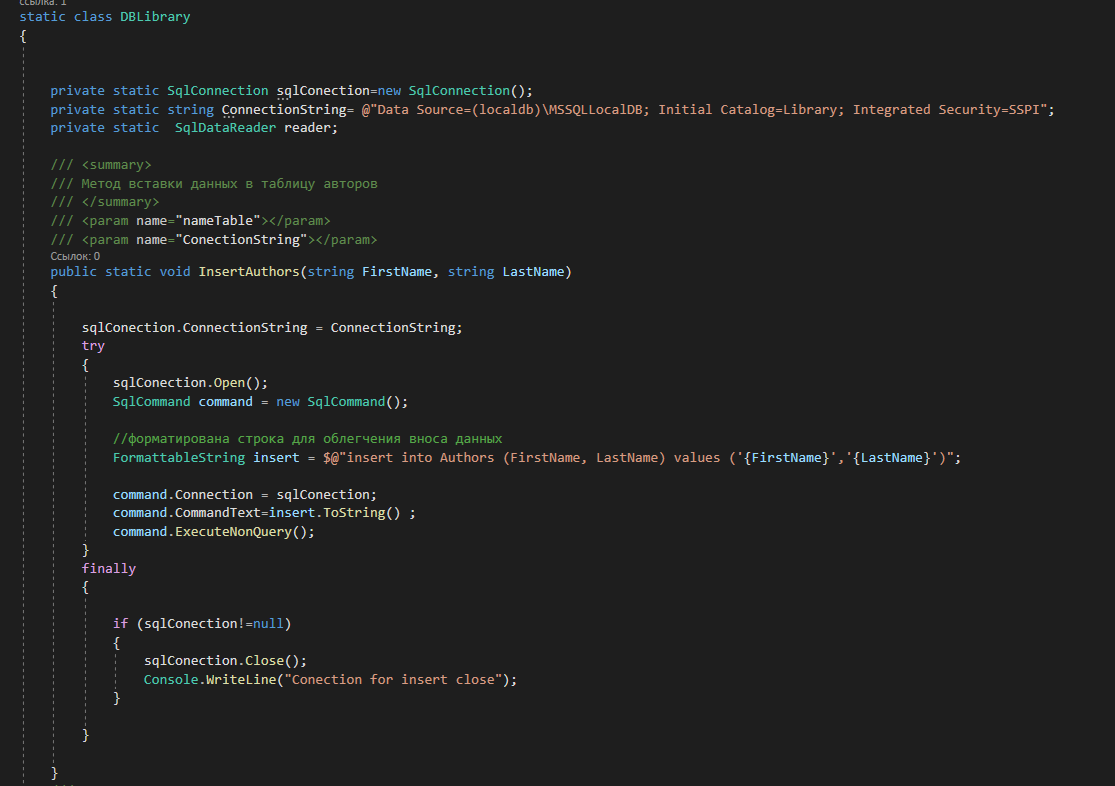 ссылка: 1
static class DBLibrary
{
private static SqlConnection sqlConection=new SqlConnection();
private static string ConnectionString= @"Data Source=(localdb)\MSSQLLocalDB; Initial Catalog=Library; Integrated Security=SSPI";
private static  SqlDataReader reader;
/// <summary>
/// Метод вставки данных в таблицу авторов
/// </summary>
/// <param name="nameTable"></param>
/// <param name="ConectionString"></param>
Ссылок: 0
public static void InsertAuthors(string FirstName, string LastName)
{
sqlConection.ConnectionString = ConnectionString;
try
{
sqlConection.Open();
SqlCommand command = new SqlCommand();
//форматирована строка для облегчения вноса данных
FormattableString insert = $@"insert into Authors (FirstName, LastName) values ('{FirstName}','{LastName}')";
command.Connection = sqlConection;
command.CommandText=insert.ToString() ;
command.ExecuteNonQuery();
}
finally
{
if (sqlConection!=null)
{
sqlConection.Close();
Console.WriteLine("Conection for insert close");
}
}
}